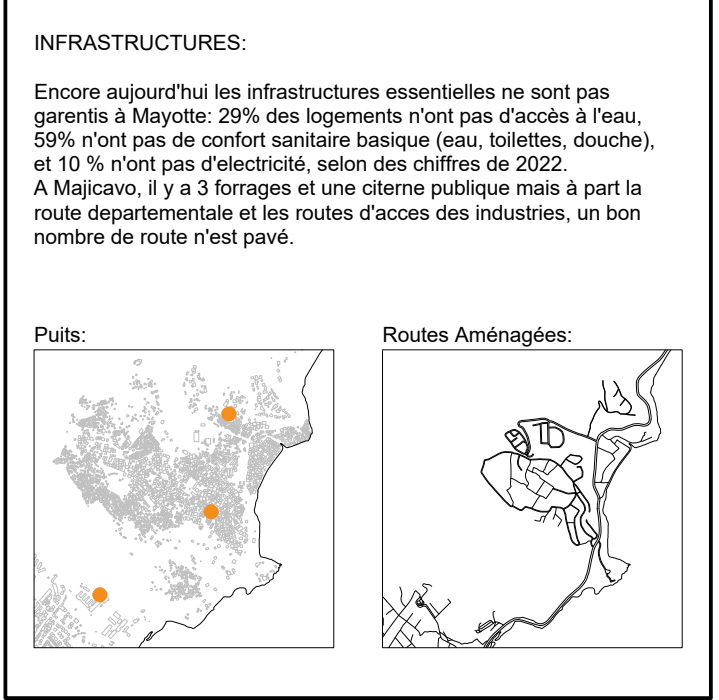 INFRASTRUCTURES:
Encore aujourd'hui les infrastructures essentielles ne sont pas
garentis à Mayotte: 29% des logements n'ont pas d'accès à l'eau,
59% n'ont pas de confort sanitaire basique (eau, toilettes, douche),
et 10 % n'ont pas d'electricité, selon des chiffres de 2022.
A Majicavo, il y a 3 forrages et une citerne publique mais à part la
route departementale et les routes d'acces des industries, un bon
nombre de route n'est pavé.
Puits:
Routes Aménagées: